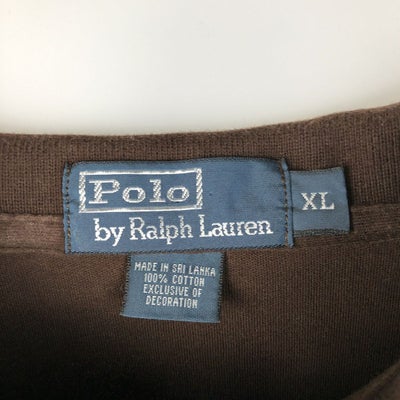 Polo
by Ralph Lauren
XL
MADE IN SRI LANKA
100% COTTON
EXCLUSIVE OF
DECORATION